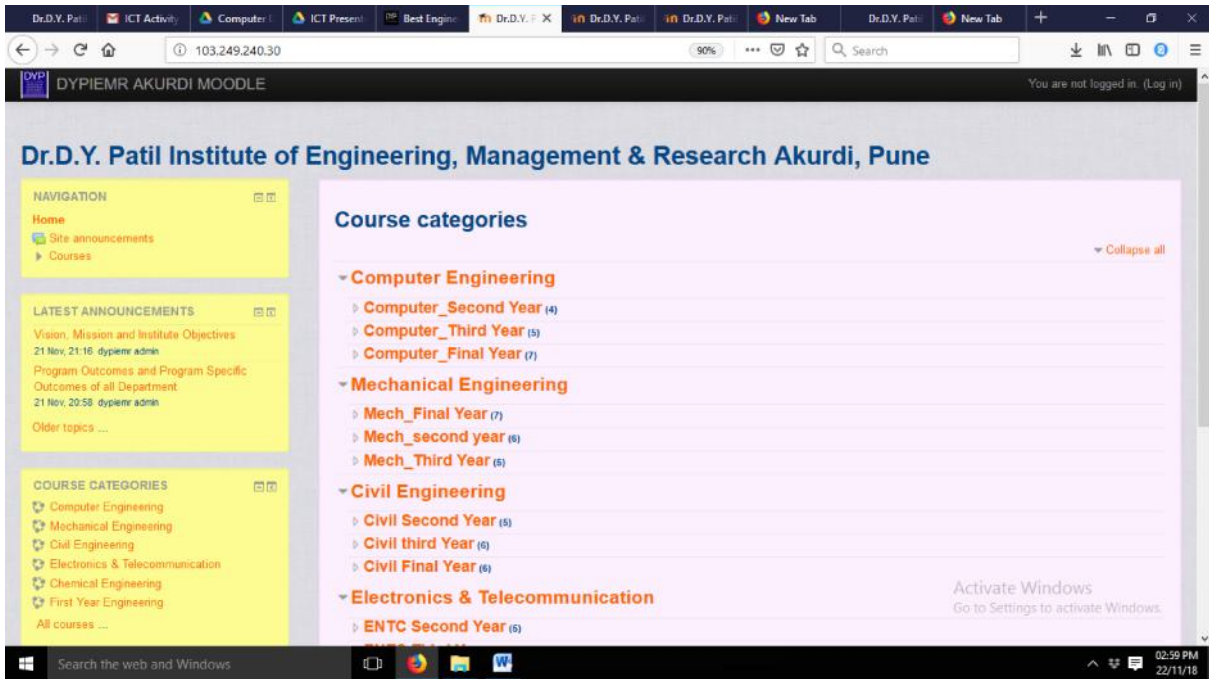 Dr.D.Y. Pati
ICT Activity
Computer
ICT Present
Best Engine
Dr.D.Y.
Dr.D.Y. Pati
Dr.D.Y. Pati
New Tab
Dr.D.Y. Pati
New Tab
103.249.240.30
90%
Search
DYP
DYPIEMR AKURDI MOODLE
You are not logged in. (Log in)
Dr.D.Y. Patil Institute of Engineering, Management & Research Akurdi, Pune
NAVIGATION
Home
Site announcements
Courses
LATEST ANNOUNCEMENTS
Vision, Mission and Institute Objectives
21 Nov, 21:16 dypiemr admin
Program Outcomes and Program Specific
Outcomes of all Department
21 Nov, 20:58 dypiemr admin
Older topics ...
COURSE CATEGORIES
Computer Engineering
Mechanical Engineering
Civil Engineering
Electronics & Telecommunication
Chemical Engineering
First Year Engineering
All courses ...
Course categories
Collapse all
Computer Engineering
Computer_Second Year (4)
Computer_Third Year (5)
Computer_Final Year (7)
Mechanical Engineering
Mech_Final Year (7)
Mech_second year (6)
Mech_Third Year (5)
Civil Engineering
Civil Second Year (5)
Civil third Year (6)
Civil Final Year (6)
Electronics & Telecommunication
ENTC Second Year (6)
Activate Windows
Go to Settings to activate Windows.
Search the web and Windows
02:59 PM
22/11/18